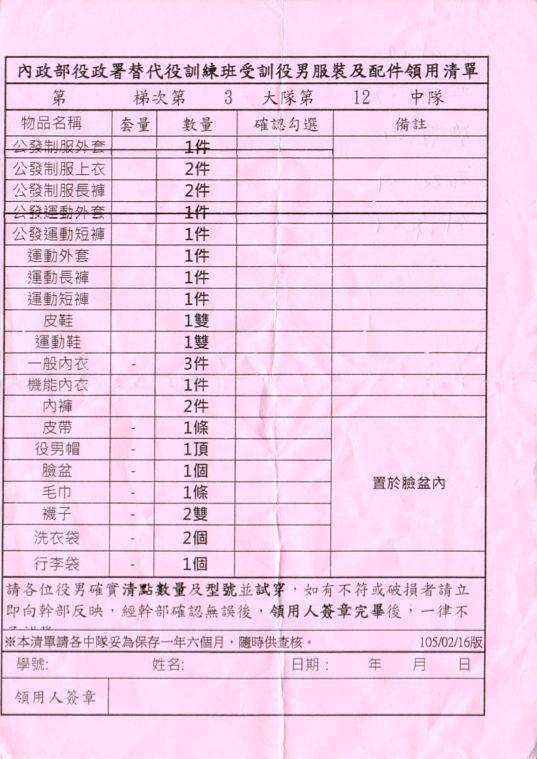 內政部役政署替代役訓練班受訓役男服裝及配件領用清單
第 梯次第 3 大隊第 12 中隊
物品名稱 套量 數量 確認勾選 備註
公發制服外套 1件
公發制服上衣 2件
公發制服長褲 2件
公發運動外套 1件
公發運動短褲 1件
運動外套 1件
運動長褲 1件
運動短褲 1件
皮鞋 1雙
運動鞋 1雙
一般內衣 - 3件
機能內衣 1件
內褲 2件
皮帶 - 1條
役男帽 - 1頂
臉盆 - 1個
置於臉盆內
毛巾 - 1條
襪子 - 2雙
洗衣袋 - 2個
行李袋 - 1個
請各位役男確實清點數量及型號並試穿，如有不符或破損者請立
即向幹部反映，經幹部確認無誤後，領用人簽章完畢後，一律不
※本清單請各中隊妥為保存一年六個月，隨時供查核。 105/02/16版
學號: 姓名: 日期： 年 月 日
領用人簽章